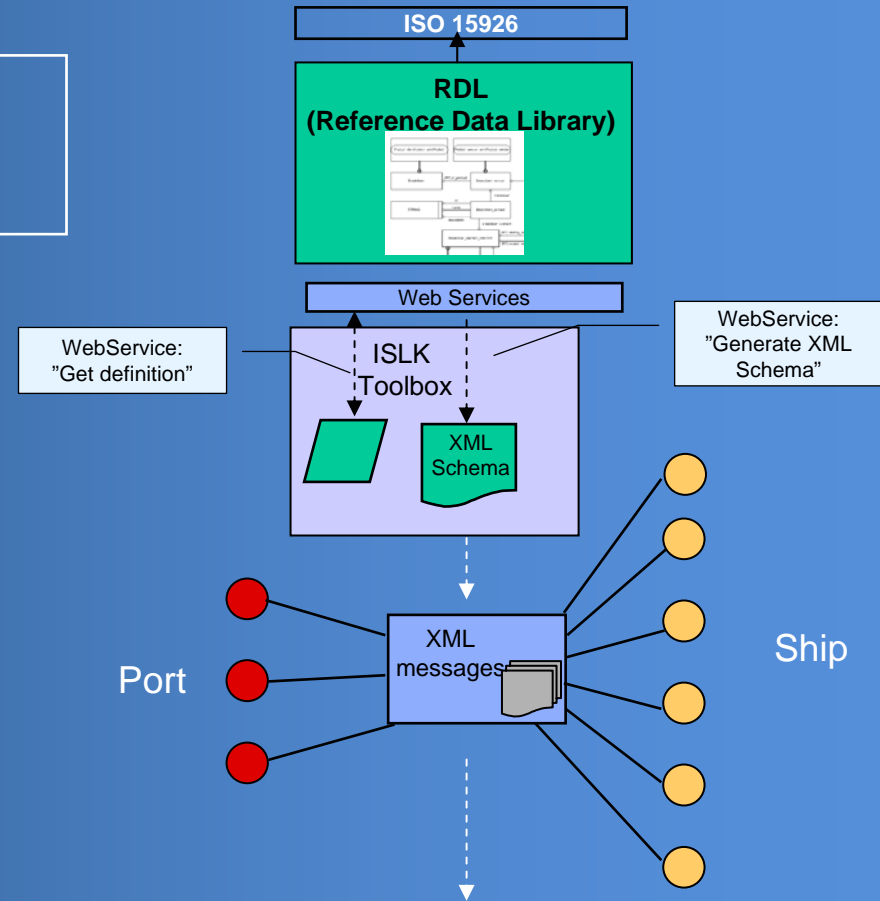 ISO 15926
RDL
(Reference Data Library)
Web Services
WebService:
”Get definition”
WebService:
”Generate XML
Schema”
ISLK
Toolbox
XML
Schema
XML
messages
Port
Ship